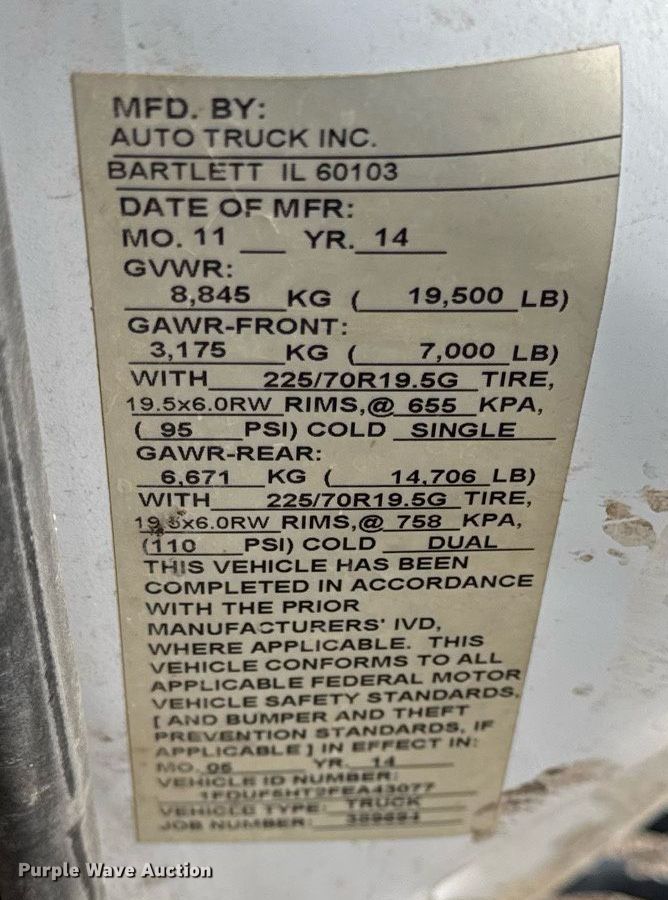 MFD. BY:
AUTO TRUCK INC.
BARTLETT IL 60103
DATE OF MFR:
MO. 11 YR. 14
GVWR:
8,845 KG ( 19,500 LB)
GAWR-FRONT:
3,175 KG ( 7,000 LB)
WITH 225/70R19.5G TIRE,
19.5x6.0RW RIMS,@ 655 KPA,
( 95 PSI) COLD SINGLE
GAWR-REAR:
6,671 KG ( 14,706 LB)
WITH 225/70R19.5G TIRE,
19.5x6.0RW RIMS,@ 758 KPA,
(110 PSI) COLD DUAL
THIS VEHICLE HAS BEEN
COMPLETED IN ACCORDANCE
WITH THE PRIOR
MANUFACTURERS' IVD,
WHERE APPLICABLE. THIS
VEHICLE CONFORMS TO ALL
APPLICABLE FEDERAL MOTOR
VEHICLE SAFETY STANDARDS,
[ AND BUMPER AND THEFT
PREVENTION STANDARDS, IF
APPLICABLE ] IN EFFECT IN:
MO. YR. 14
VEHICLE ID NUMBER:
VEHICLE TYPE: TRUCK
JOB NUMBER:
Purple Wave Auction